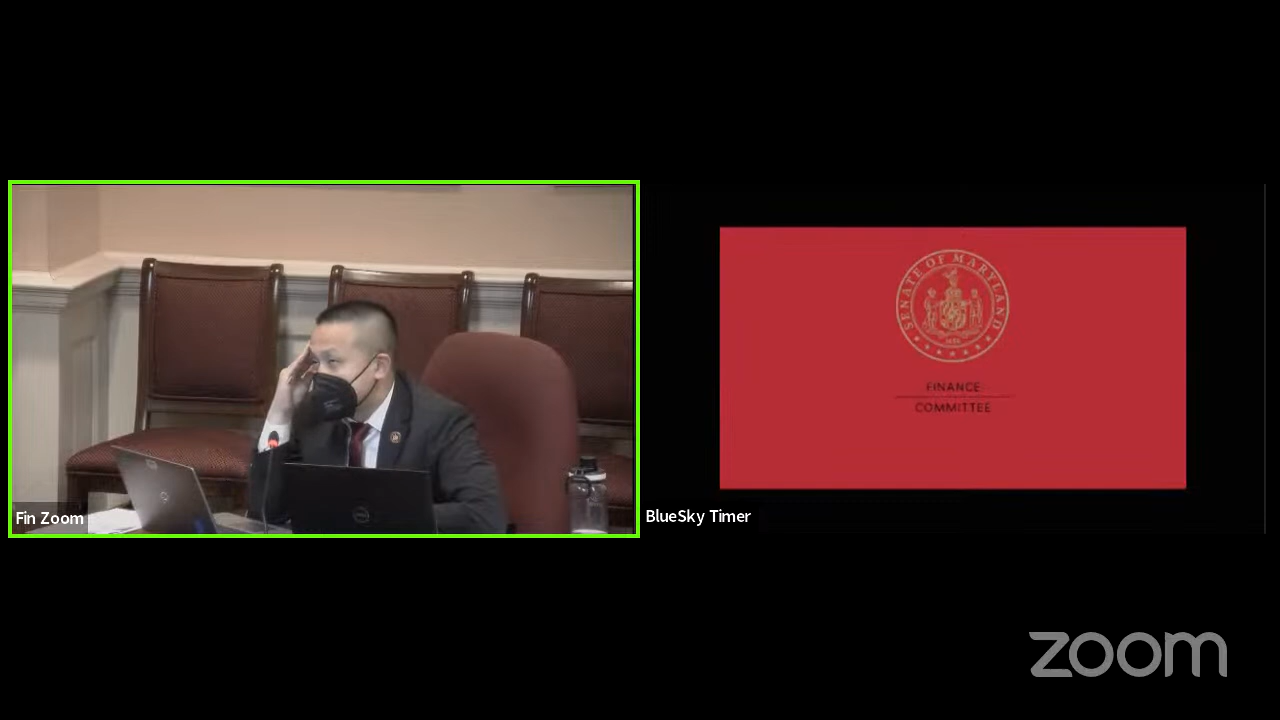 SENATE OF MARYLAND
FINANCE
COMMITTEE
Fin Zoom
BlueSky Timer
zoom